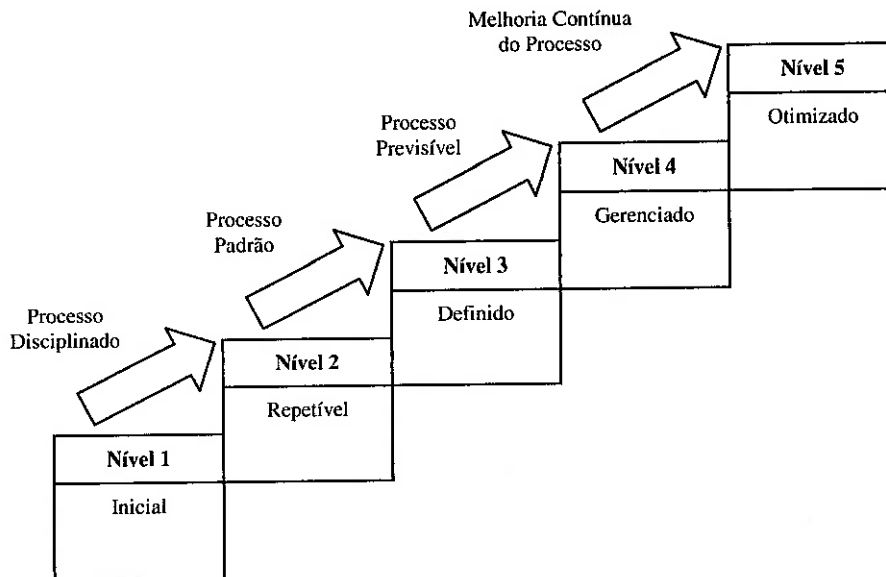 Melhoria Contínua
do Processo
Nível 5
Otimizado
Processo
Previsível
Nível 4
Gerenciado
Processo
Padrão
Nível 3
Definido
Processo
Disciplinado
Nível 2
Repetível
Nível 1
Inicial